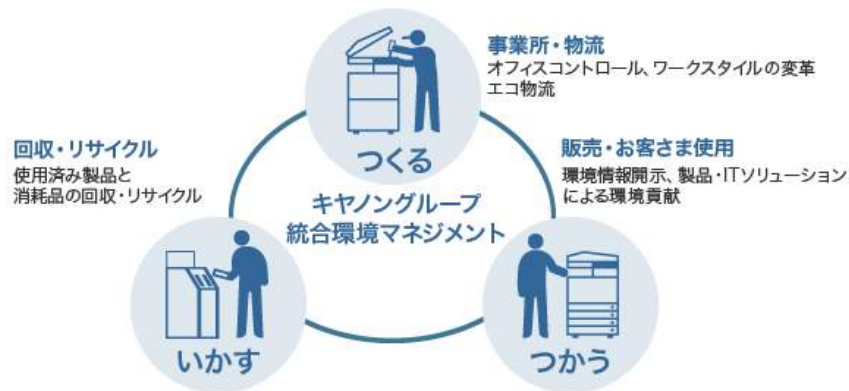 事業所・物流
オフィスコントロール、ワークスタイルの変革
エコ物流
つくる
回収・リサイクル
使用済み製品と
消耗品の回収・リサイクル
販売・お客さま使用
環境情報開示、製品・ITソリューション
による環境貢献
キヤノングループ
統合環境マネジメント
いかす
つかう